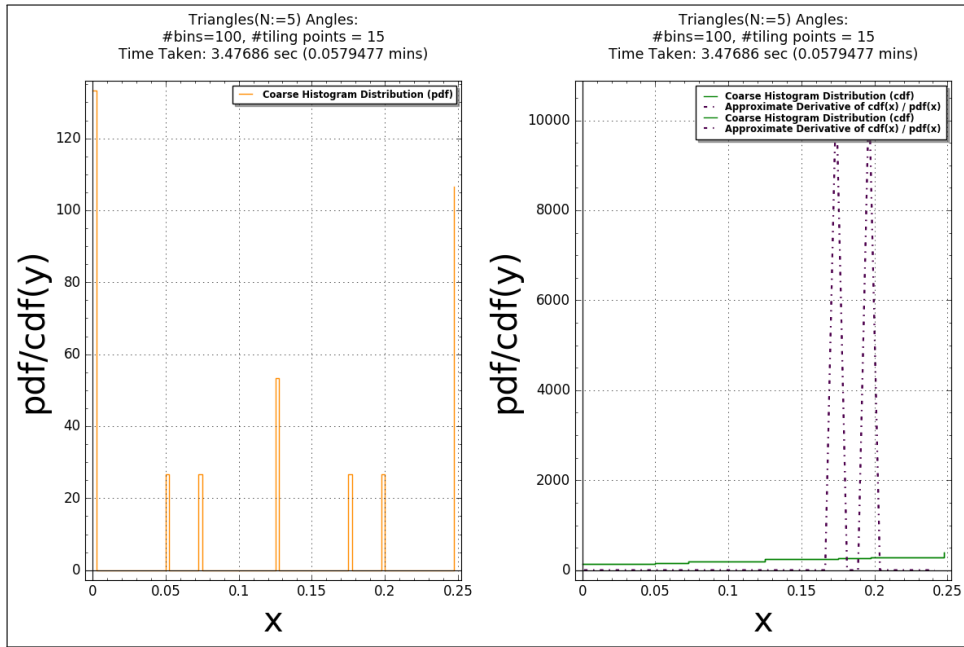 Triangles(N:=5) Angles:
#bins=100, #tiling points = 15
Time Taken: 3.47686 sec (0.0579477 mins)
Coarse Histogram Distribution (pdf)
120
100
80
60
40
20
0
pdf/cdf(y)
0
0.05
0.1
0.15
0.2
0.25
x
Triangles(N:=5) Angles:
#bins=100, #tiling points = 15
Time Taken: 3.47686 sec (0.0579477 mins)
Coarse Histogram Distribution (cdf)
Approximate Derivative of cdf(x) / pdf(x)
Coarse Histogram Distribution (cdf)
Approximate Derivative of cdf(x) / pdf(x)
10000
8000
6000
4000
2000
0
pdf/cdf(y)
0
0.05
0.1
0.15
0.2
0.25
x